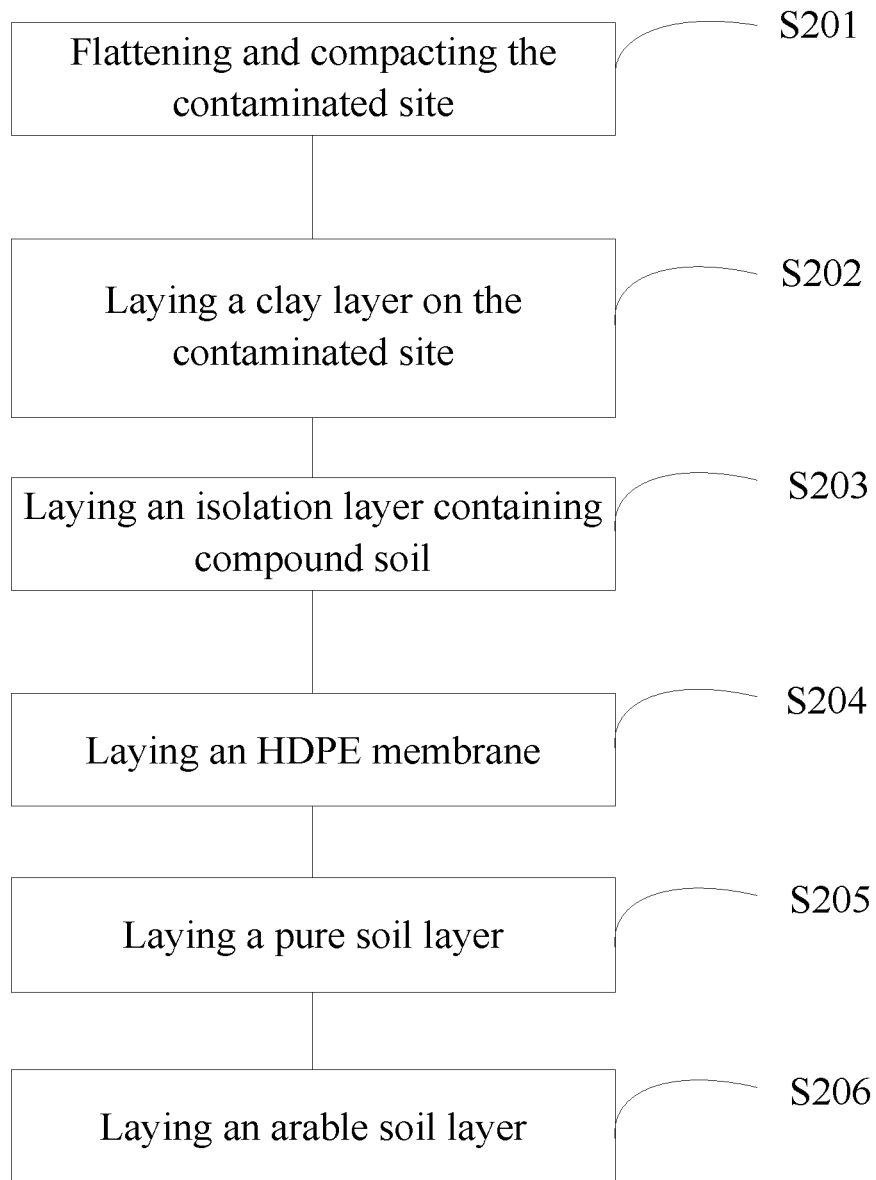 Flattening and compacting the
contaminated site
S201
Laying a clay layer on the
contaminated site
S202
Laying an isolation layer containing
compound soil
S203
Laying an HDPE membrane
S204
Laying a pure soil layer
S205
Laying an arable soil layer
S206